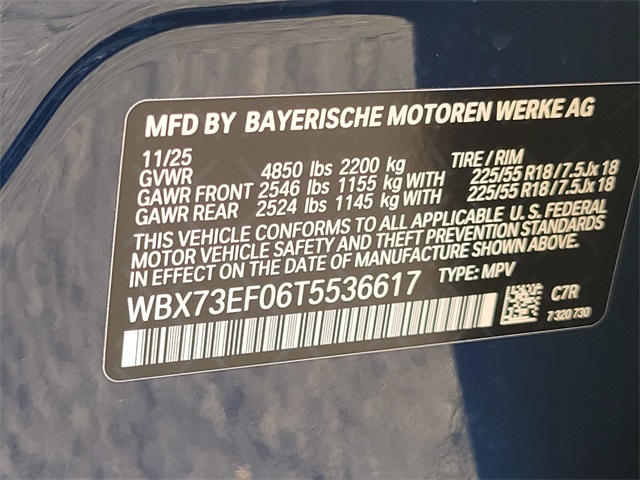 MFD BY BAYERISCHE MOTOREN WERKE AG
11/25 TIRE / RIM
GVWR 4850 lbs 2200 kg
GAWR FRONT 2546 lbs 1155 kg WITH 225/55 R18 / 7.5Jx 18
GAWR REAR 2524 lbs 1145 kg WITH 225/55 R18 / 7.5Jx 18
THIS VEHICLE CONFORMS TO ALL APPLICABLE U. S. FEDERAL
MOTOR VEHICLE SAFETY AND THEFT PREVENTION STANDARDS
IN EFFECT ON THE DATE OF MANUFACTURE SHOWN ABOVE.
WBX73EF06T5536617 TYPE: MPV
C7R
7 320 730